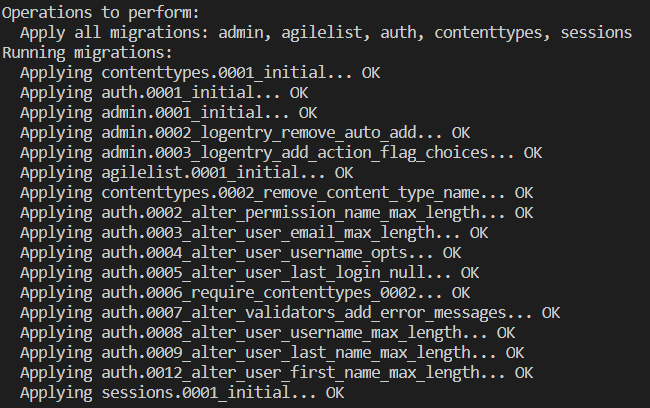 Operations to perform:
Apply all migrations: admin, agilelist, auth, contenttypes, sessions
Running migrations:
Applying contenttypes.0001_initial... OK
Applying auth.0001_initial... OK
Applying admin.0001_initial... OK
Applying admin.0002_logentry_remove_auto_add... OK
Applying admin.0003_logentry_add_action_flag_choices... OK
Applying agilelist.0001_initial... OK
Applying contenttypes.0002_remove_content_type_name... OK
Applying auth.0002_alter_permission_name_max_length... OK
Applying auth.0003_alter_user_email_max_length... OK
Applying auth.0004_alter_user_username_opts... OK
Applying auth.0005_alter_user_last_login_null... OK
Applying auth.0006_require_contenttypes_0002... OK
Applying auth.0007_alter_validators_add_error_messages... OK
Applying auth.0008_alter_user_username_max_length... OK
Applying auth.0009_alter_user_last_name_max_length... OK
Applying auth.0012_alter_user_first_name_max_length... OK
Applying sessions.0001_initial... OK